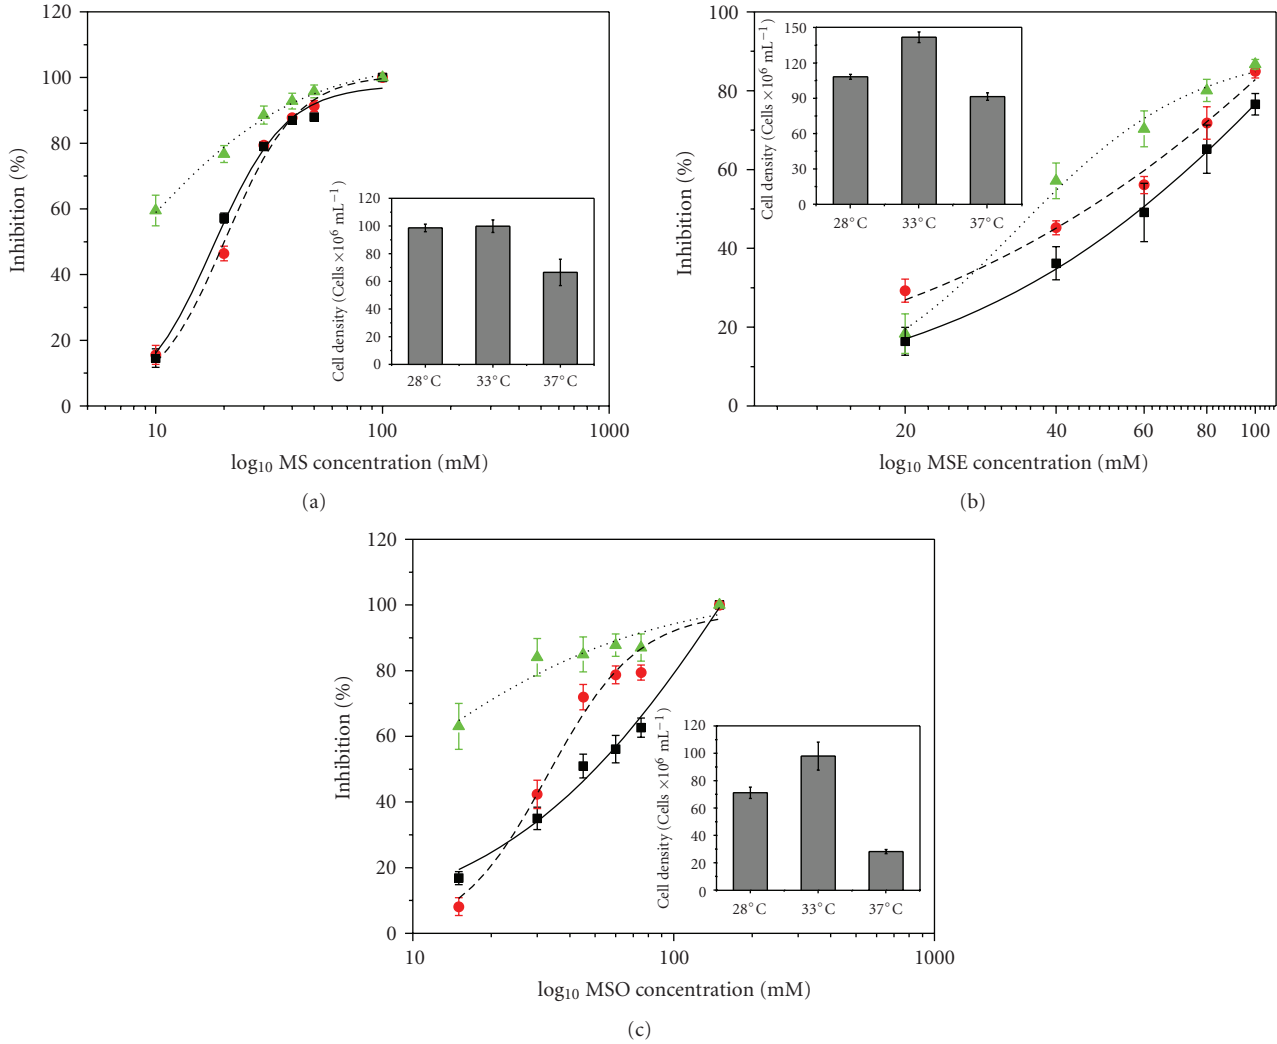 120
100
80
60
40
20
0
10
100
1000
Inhibition (%)
log10 MS concentration (mM)
(a)
120
100
80
60
40
20
0
Cell density (Cells ×10⁶ mL⁻¹)
28°C
33°C
37°C
100
80
60
40
20
0
20
40
60
80
100
Inhibition (%)
log10 MSE concentration (mM)
(b)
150
120
90
60
30
0
Cell density (Cells ×10⁶ mL⁻¹)
28°C
33°C
37°C
120
100
80
60
40
20
0
10
100
1000
Inhibition (%)
log10 MSO concentration (mM)
(c)
120
100
80
60
40
20
0
Cell density (Cells ×10⁶ mL⁻¹)
28°C
33°C
37°C